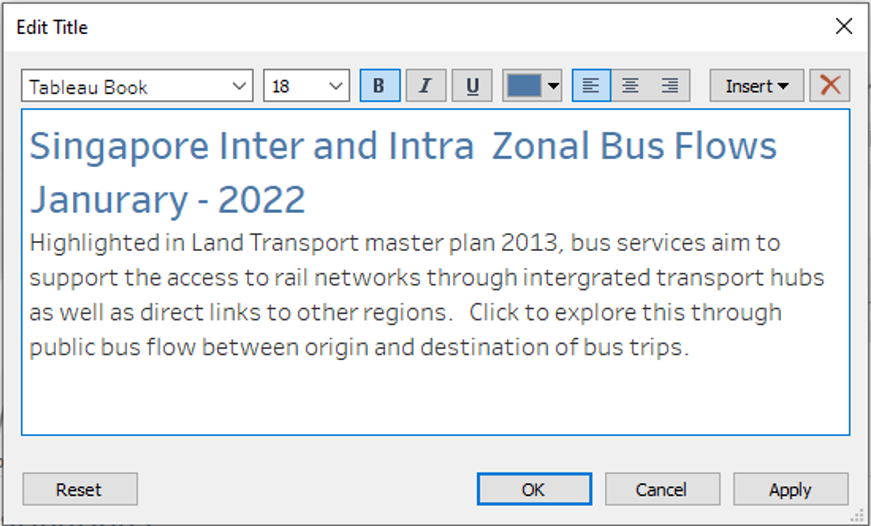 Edit Title
Tableau Book 18 B I U Insert
Singapore Inter and Intra  Zonal Bus Flows
Janurary - 2022
Highlighted in Land Transport master plan 2013, bus services aim to
support the access to rail networks through intergrated transport hubs
as well as direct links to other regions.  Click to explore this through
public bus flow between origin and destination of bus trips.
Reset OK Cancel Apply